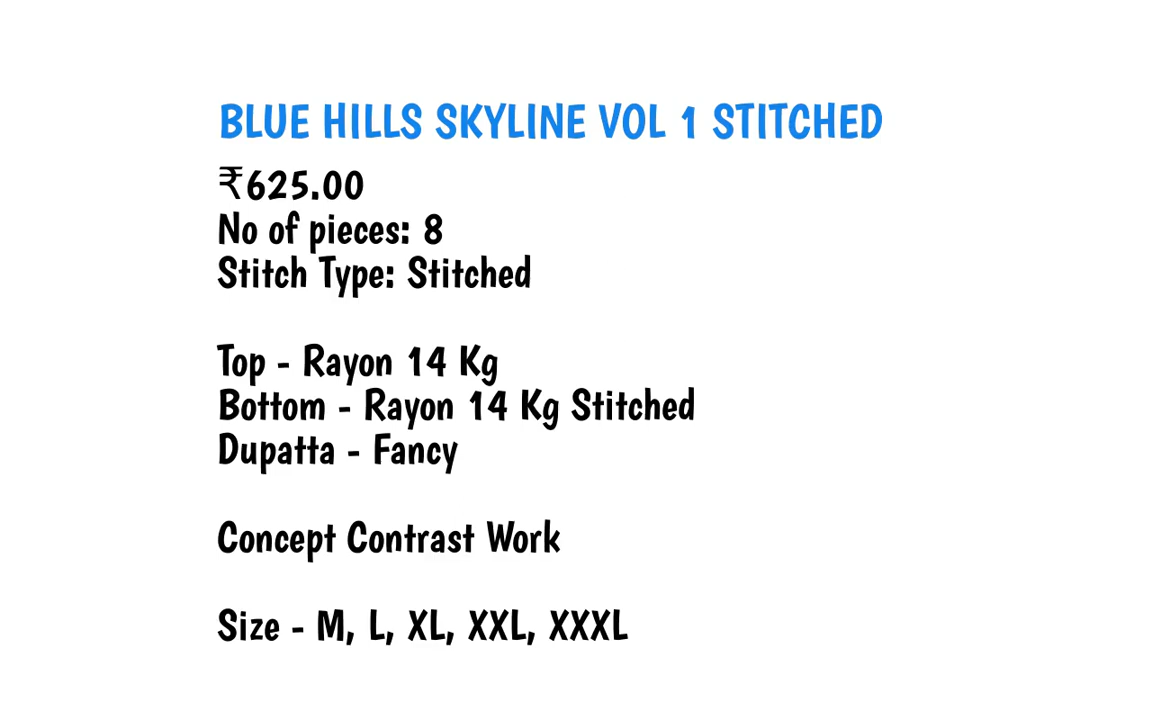 BLUE HILLS SKYLINE VOL 1 STITCHED
₹625.00
No of pieces: 8
Stitch Type: Stitched
Top - Rayon 14 Kg
Bottom - Rayon 14 Kg Stitched
Dupatta - Fancy
Concept Contrast Work
Size - M, L, XL, XXL, XXXL